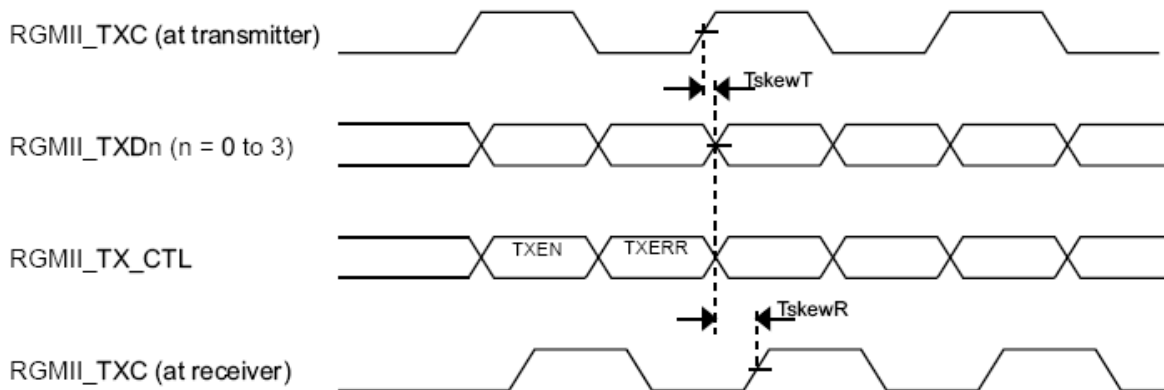 RGMII_TXC (at transmitter)
TskewT
RGMII_TXDn (n = 0 to 3)
RGMII_TX_CTL
TXEN
TXERR
TskewR
RGMII_TXC (at receiver)